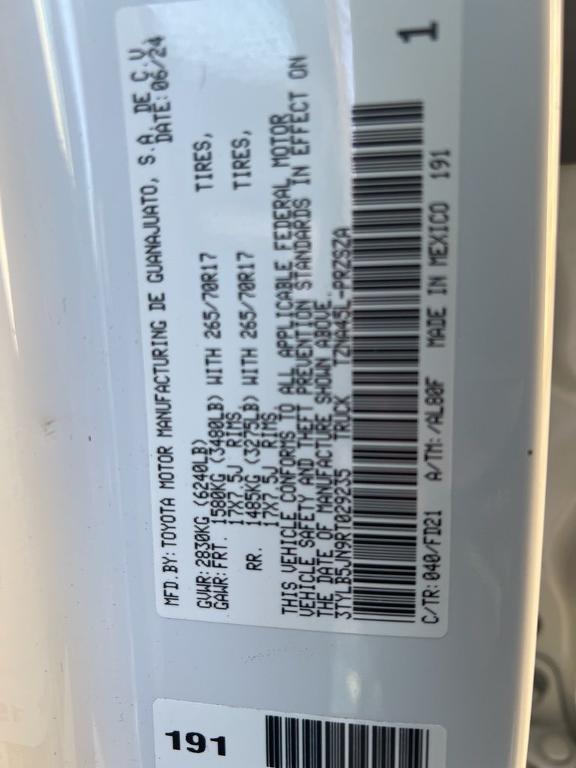 MFD.BY:TOYOTA MOTOR MANUFACTURING DE GUANAJUATO, S.A. DE C.V.
DATE:06/24
GVWR:2830KG (6240LB)
GAWR:FRT. 1580KG (3480LB) WITH 265/70R17 TIRES,
17X7.5J RIMS
RR. 1485KG (3275LB) WITH 265/70R17 TIRES,
17X7.5J RIMS
THIS VEHICLE CONFORMS TO ALL APPLICABLE FEDERAL MOTOR
VEHICLE SAFETY AND THEFT PREVENTION STANDARDS IN EFFECT ON
THE DATE OF MANUFACTURE SHOWN ABOVE.
3TYLB5JN9RT029235 TRUCK TZNA45L-PRZSZA
1
C/TR:040/FD21 A/TM:/AL80F MADE IN MEXICO 191
191